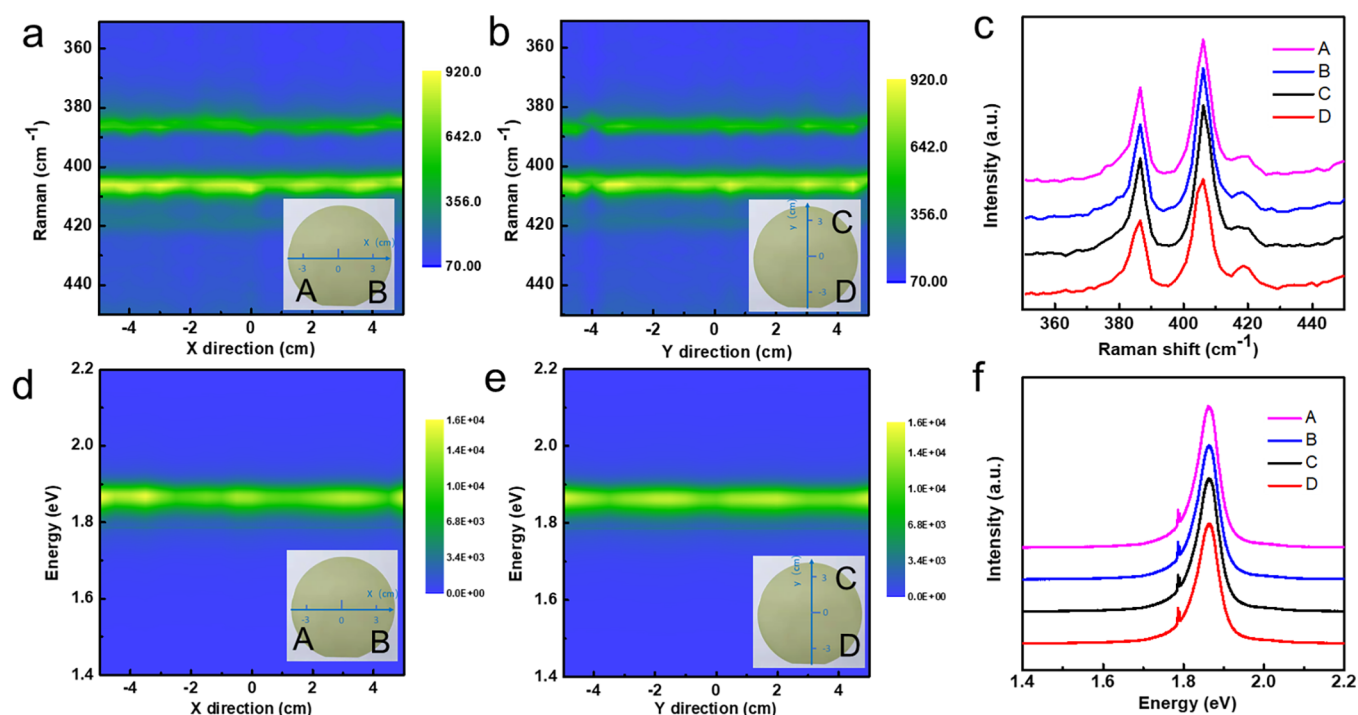 a
360
380
400
420
440
Raman (cm⁻¹)
-4
-2
0
2
4
X direction (cm)
920.0
642.0
356.0
70.00
X (cm)
-3
0
3
A
B
b
360
380
400
420
440
Raman (cm⁻¹)
-4
-2
0
2
4
Y direction (cm)
920.0
642.0
356.0
70.00
y (cm)
3
0
-3
C
D
c
Intensity (a.u.)
A
B
C
D
360
380
400
420
440
Raman shift (cm⁻¹)
d
2.2
2.0
1.8
1.6
1.4
Energy (eV)
-4
-2
0
2
4
X direction (cm)
1.6E+04
1.4E+04
1.0E+04
6.8E+03
3.4E+03
0.0E+00
X (cm)
-3
0
3
A
B
e
2.2
2.0
1.8
1.6
1.4
Energy (eV)
-4
-2
0
2
4
Y direction (cm)
1.6E+04
1.4E+04
1.0E+04
6.8E+03
3.4E+03
0.0E+00
y (cm)
3
0
-3
C
D
f
Intensity (a.u.)
A
B
C
D
1.4
1.6
1.8
2.0
2.2
Energy (eV)